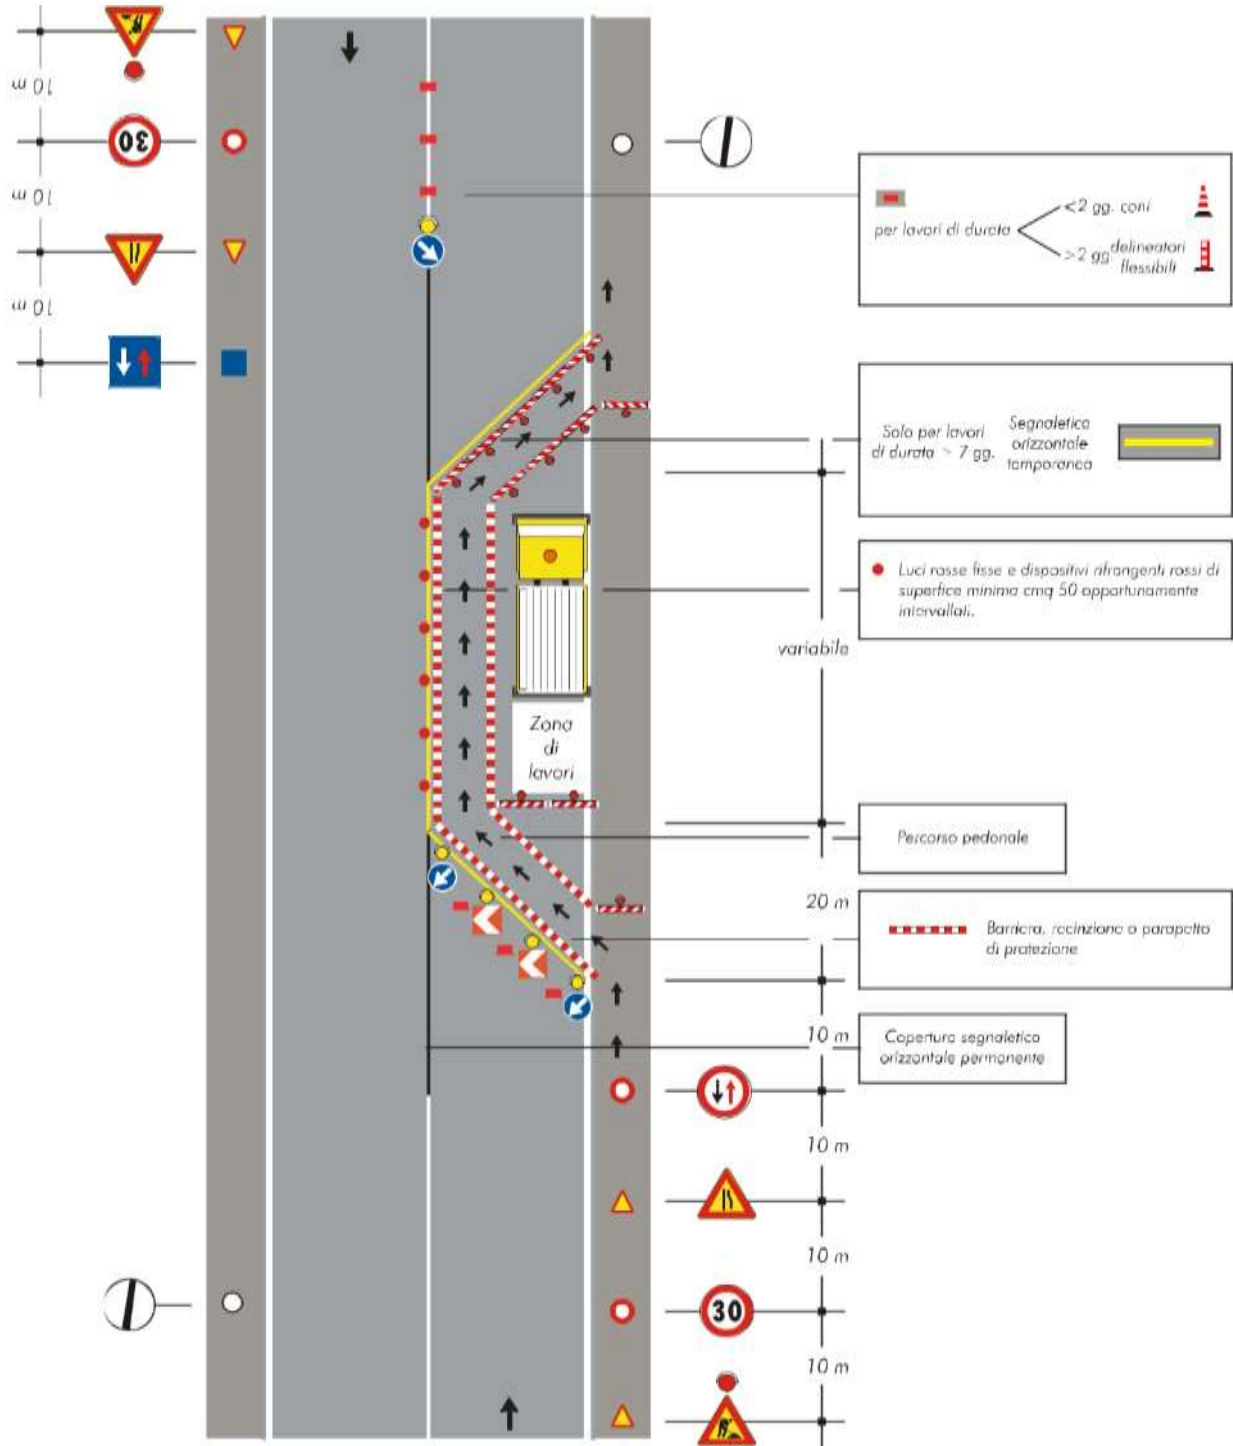 10 m
30
10 m
10 m
per lavori di durata
<2 gg. coni
>2 gg delineatori
flessibili
Solo per lavori
di durata > 7 gg.
Segnaletica
orizzontale
temporanea
Luci rosse fisse e dispositivi rifrangenti rossi di
superfice minima cmq 50 opportunamente
intervallati.
variabile
Zona
di
lavori
Percorso pedonale
20 m
Barriera, recinzione o parapetto
di protezione
10 m
Copertura segnaletica
orizzontale permanente
10 m
10 m
30
10 m